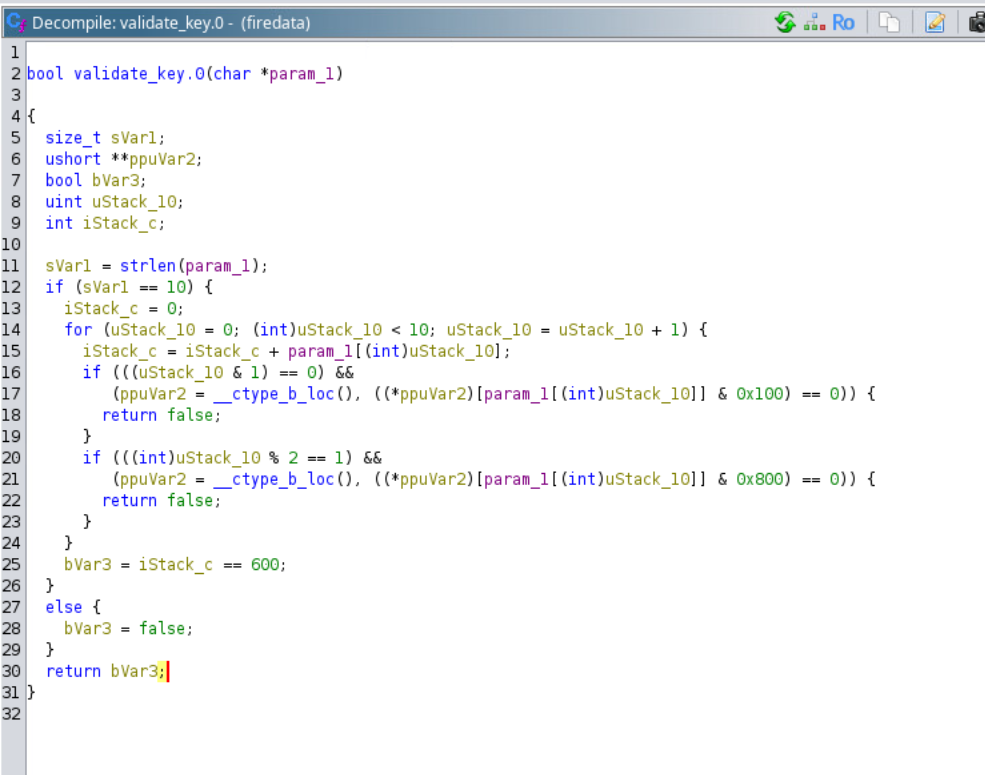 Decompile: validate_key.0 - (firedata)
Ro
1
2 bool validate_key.0(char *param_1)
3
4 {
5 size_t sVar1;
6 ushort **ppuVar2;
7 bool bVar3;
8 uint uStack_10;
9 int iStack_c;
10
11 sVar1 = strlen(param_1);
12 if (sVar1 == 10) {
13 iStack_c = 0;
14 for (uStack_10 = 0; (int)uStack_10 < 10; uStack_10 = uStack_10 + 1) {
15 iStack_c = iStack_c + param_1[(int)uStack_10];
16 if (((uStack_10 & 1) == 0) &&
17 (ppuVar2 = __ctype_b_loc(), ((*ppuVar2)[param_1[(int)uStack_10]] & 0x100) == 0)) {
18 return false;
19 }
20 if (((int)uStack_10 % 2 == 1) &&
21 (ppuVar2 = __ctype_b_loc(), ((*ppuVar2)[param_1[(int)uStack_10]] & 0x800) == 0)) {
22 return false;
23 }
24 }
25 bVar3 = iStack_c == 600;
26 }
27 else {
28 bVar3 = false;
29 }
30 return bVar3;
31 }
32